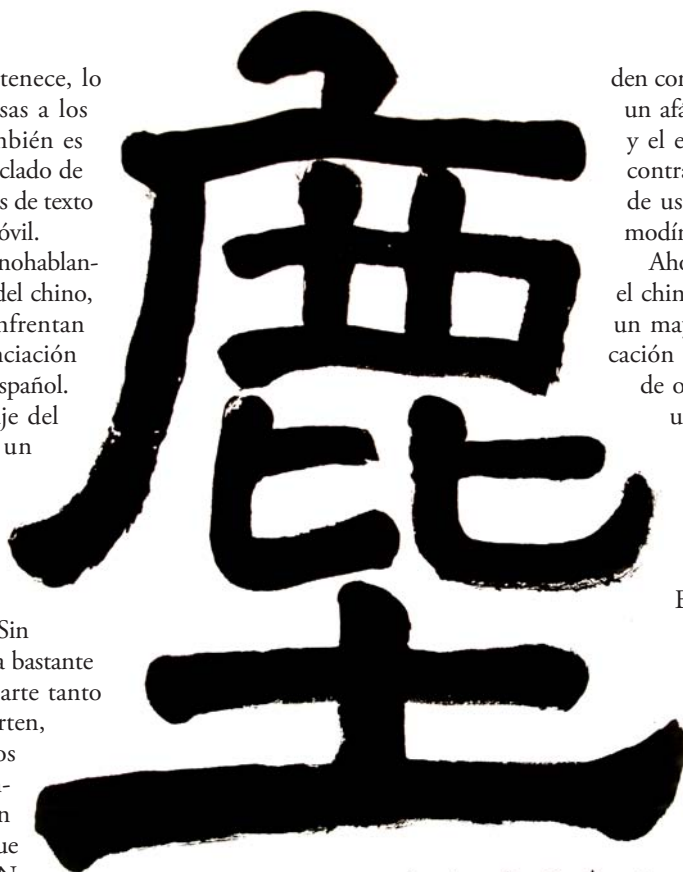 tenece, lo
sas a los
mbién es
clado de
s de texto
óvil.
nohablan-
del chino,
nfrentan
nciación
spañol.
je del
un
Sin
a bastante
arte tanto
rten,
os
n
ue
塵
den
un afá
y el e
contra
de us
modín
Aho
el chin
un may
cación
de o
u
E